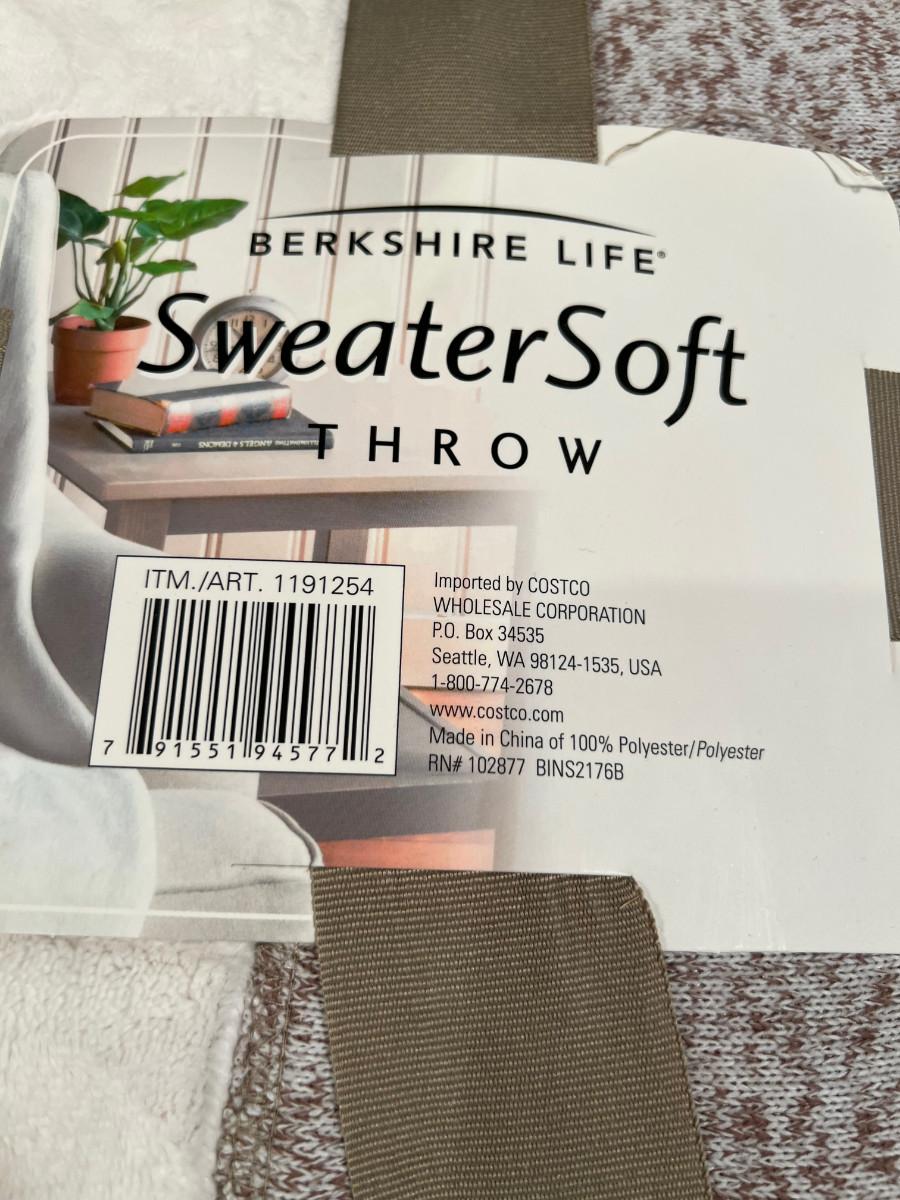 BERKSHIRE LIFE®
SweaterSoft
THROW
ANGELS & DEMONS
ITM./ART. 1191254
7 91551 94577 2
Imported by COSTCO
WHOLESALE CORPORATION
P.O. Box 34535
Seattle, WA 98124-1535, USA
1-800-774-2678
www.costco.com
Made in China of 100% Polyester/Polyester
RN# 102877 BINS2176B